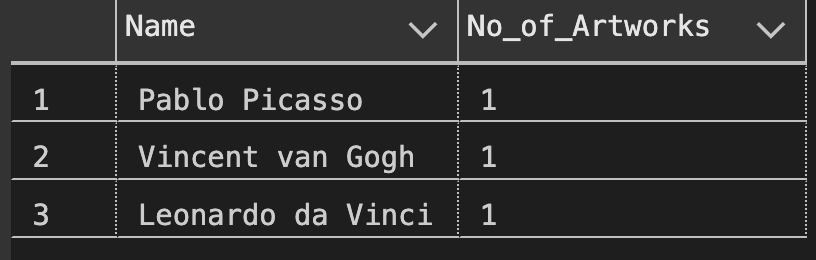 Name No_of_Artworks
1 Pablo Picasso 1
2 Vincent van Gogh 1
3 Leonardo da Vinci 1